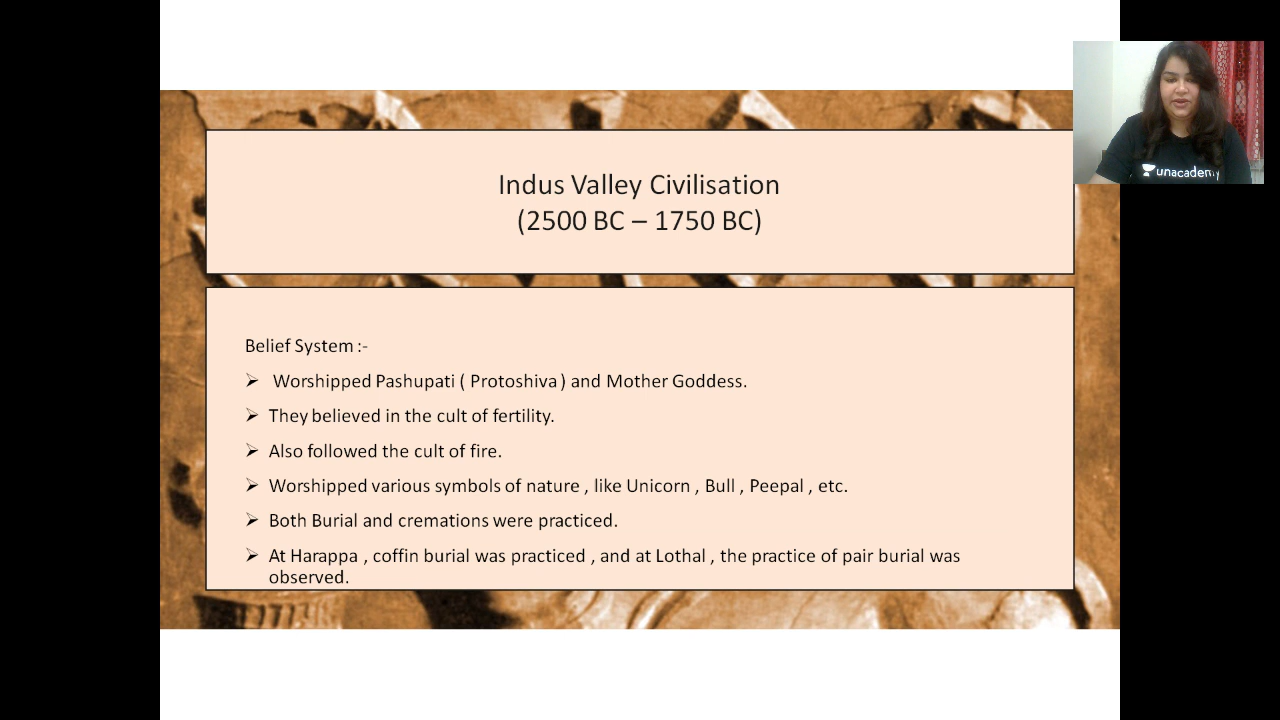 Indus Valley Civilisation
(2500 BC – 1750 BC)
unacademy
Belief System :-
➢ Worshipped Pashupati ( Protoshiva ) and Mother Goddess.
➢ They believed in the cult of fertility.
➢ Also followed the cult of fire.
➢ Worshipped various symbols of nature , like Unicorn , Bull , Peepal , etc.
➢ Both Burial and cremations were practiced.
➢ At Harappa , coffin burial was practiced , and at Lothal , the practice of pair burial was
observed.